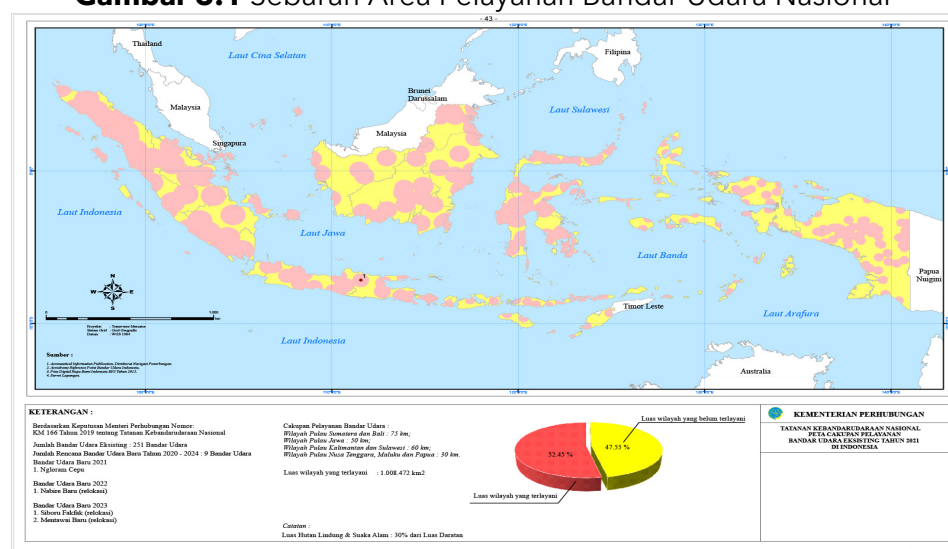 Gambar 6.1 Sebaran Area Pelayanan Bandar Udara Nasional
- 43 -
Thailand
Laut Cina Selatan
Filipina
Malaysia
Brunei
Darussalam
Laut Sulawesi
Malaysia
Singapura
Laut Indonesia
Laut Jawa
Laut Banda
1
Papua
Nuigini
N
W E
S
Timor Leste
Laut Arafura
Laut Indonesia
Australia
Sumber :
KETERANGAN :
Berdasarkan Keputusan Menteri Perhubungan Nomor:
KM 166 Tahun 2019 tentang Tatanan Kebandarudaraan Nasional
Jumlah Bandar Udara Eksisting : 251 Bandar Udara
Jumlah Rencana Bandar Udara Baru Tahun 2020 - 2024 : 9 Bandar Udara
Bandar Udara Baru 2021
1. Ngloram Cepu
Bandar Udara Baru 2022
1. Nabire Baru (relokasi)
Bandar Udara Baru 2023
1. Siboru Fakfak (relokasi)
2. Mentawai Baru (relokasi)
Cakupan Pelayanan Bandar Udara :
Wilayah Pulau Sumatera dan Bali : 75 km;
Wilayah Pulau Jawa : 50 km;
Wilayah Pulau Kalimantan dan Sulawesi : 60 km;
Wilayah Pulau Nusa Tenggara, Maluku dan Papua : 30 km.
Luas wilayah yang terlayani : 1.008.472 km2
Catatan :
Luas Hutan Lindung & Suaka Alam : 30% dari Luas Daratan
Luas wilayah yang belum terlayani
52.45 %
47.55 %
Luas wilayah yang terlayani
KEMENTERIAN PERHUBUNGAN
TATANAN KEBANDARUDARAAN NASIONAL
PETA CAKUPAN PELAYANAN
BANDAR UDARA EKSISTING TAHUN 2021
DI INDONESIA